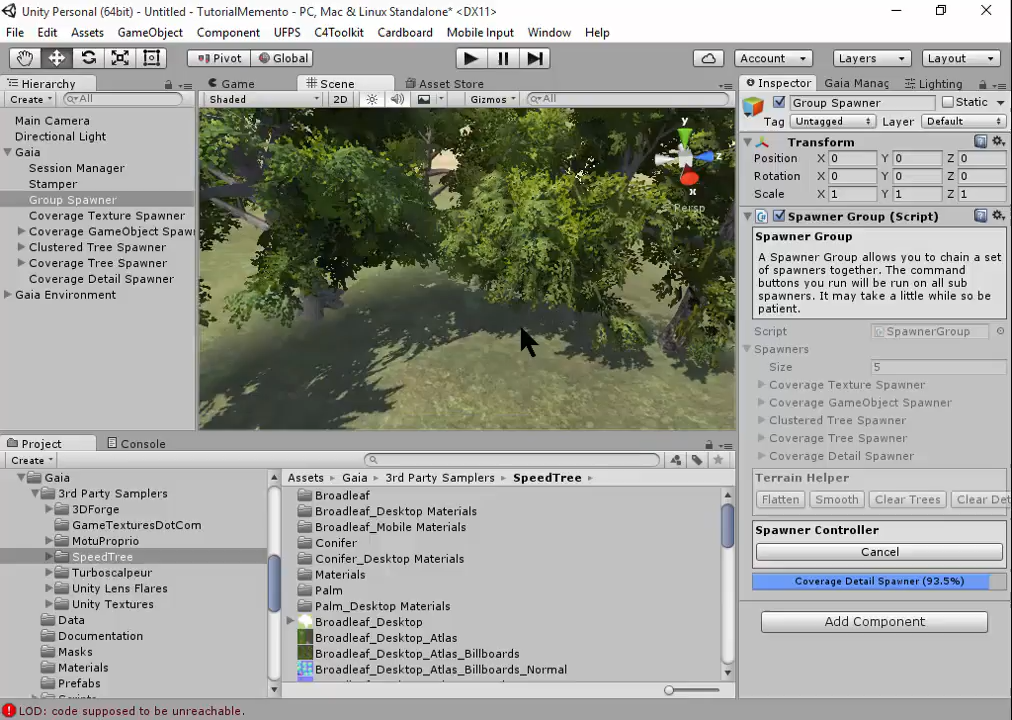 Unity Personal (64bit) - Untitled - TutorialMemento - PC, Mac & Linux Standalone* <DX11>
File Edit Assets GameObject Component UFPS C4Toolkit Cardboard Mobile Input Window Help
Pivot Global Account Layers Layout
Hierarchy
Create All
Main Camera
Directional Light
Gaia
Session Manager
Stamper
Group Spawner
Coverage Texture Spawner
Coverage GameObject Spawn
Clustered Tree Spawner
Coverage Tree Spawner
Coverage Detail Spawner
Gaia Environment
Game Scene Asset Store
Shaded 2D Gizmos All
y
z
x
Persp
Inspector Gaia Manag Lighting
Group Spawner Static
Tag Untagged Layer Default
Transform
Position X 0 Y 0 Z 0
Rotation X 0 Y 0 Z 0
Scale X 1 Y 1 Z 1
Spawner Group (Script)
Spawner Group
A Spawner Group allows you to chain a set
of spawners together. The command
buttons you run will be run on all sub
spawners. It may take a little while so be
patient.
Script SpawnerGroup
Spawners
Size 5
Coverage Texture Spawner
Coverage GameObject Spawner
Clustered Tree Spawner
Coverage Tree Spawner
Coverage Detail Spawner
Terrain Helper
Flatten Smooth Clear Trees Clear Det
Spawner Controller
Cancel
Coverage Detail Spawner (93.5%)
Add Component
Project Console
Create
Gaia
3rd Party Samplers
3DForge
GameTexturesDotCom
MotuProprio
SpeedTree
Turboscalpeur
Unity Lens Flares
Unity Textures
Data
Documentation
Masks
Materials
Prefabs
Assets Gaia 3rd Party Samplers SpeedTree
Broadleaf
Broadleaf_Desktop Materials
Broadleaf_Mobile Materials
Conifer
Conifer_Desktop Materials
Materials
Palm
Palm_Desktop Materials
Broadleaf_Desktop
Broadleaf_Desktop_Atlas
Broadleaf_Desktop_Atlas_Billboards
Broadleaf_Desktop_Atlas_Billboards_Normal
LOD: code supposed to be unreachable.